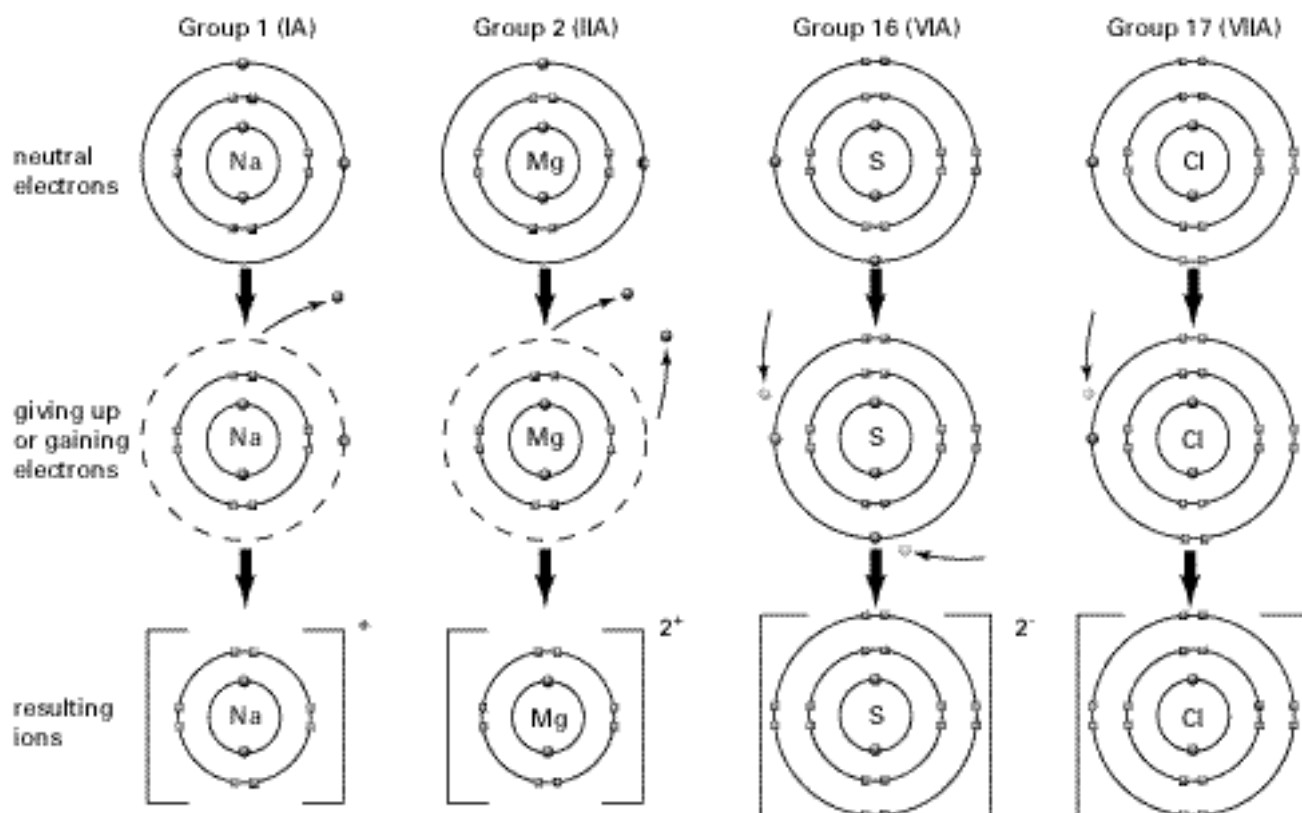 Group 1 (IA)
Group 2 (IIA)
Group 16 (VIA)
Group 17 (VIIA)
neutral
electrons
Na
Mg
S
Cl
giving up
or gaining
electrons
Na
Mg
S
Cl
resulting
ions
Na
+
Mg
2+
S
2-
Cl